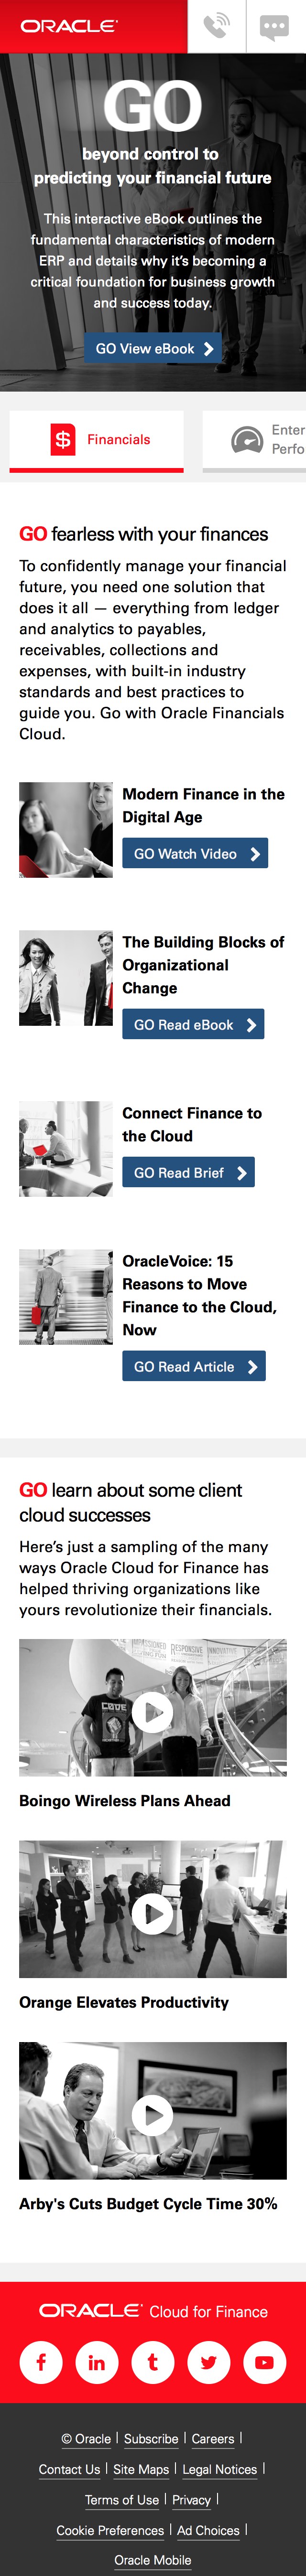 ORACLE
GO
beyond control to
predicting your financial future
This interactive eBook outlines the
fundamental characteristics of modern
ERP and details why it’s becoming a
critical foundation for business growth
and success today.
GO View eBook
Financials
Enter
Perfo
GO fearless with your finances
To confidently manage your financial
future, you need one solution that
does it all — everything from ledger
and analytics to payables,
receivables, collections and
expenses, with built-in industry
standards and best practices to
guide you. Go with Oracle Financials
Cloud.
Modern Finance in the
Digital Age
GO Watch Video
The Building Blocks of
Organizational
Change
GO Read eBook
Connect Finance to
the Cloud
GO Read Brief
OracleVoice: 15
Reasons to Move
Finance to the Cloud,
Now
GO Read Article
GO learn about some client
cloud successes
Here’s just a sampling of the many
ways Oracle Cloud for Finance has
helped thriving organizations like
yours revolutionize their financials.
RESPONSIVE INNOVATIVE
Boingo Wireless Plans Ahead
Orange Elevates Productivity
Arby's Cuts Budget Cycle Time 30%
ORACLE Cloud for Finance
© Oracle | Subscribe | Careers |
Contact Us | Site Maps | Legal Notices |
Terms of Use | Privacy |
Cookie Preferences | Ad Choices |
Oracle Mobile